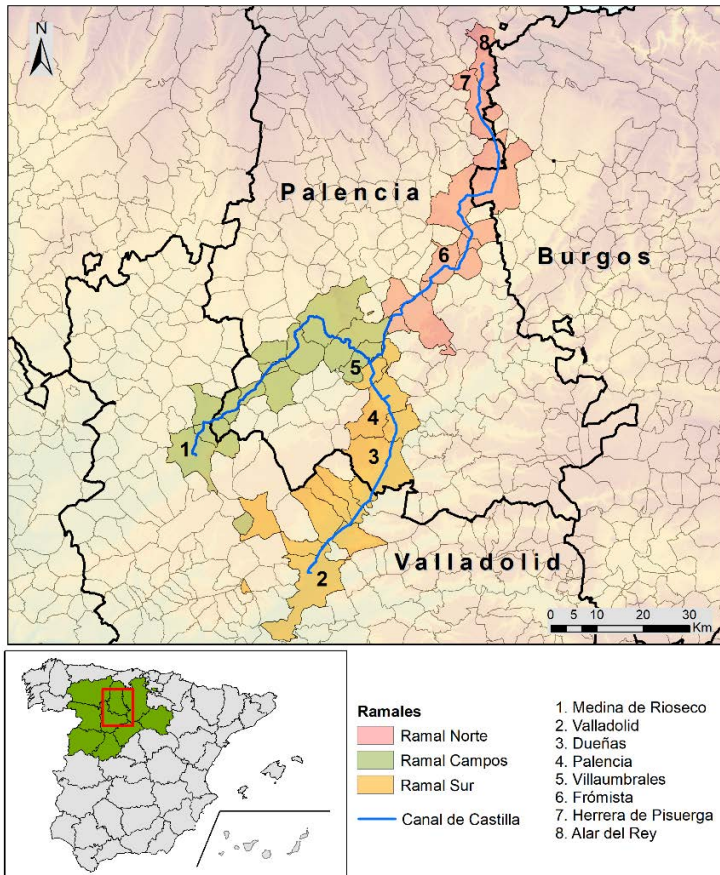 N
8
7
Palencia
6
Burgos
5
4
1
3
Valladolid
2
0 5 10 20 30
Km
Ramales
Ramal Norte
Ramal Campos
Ramal Sur
Canal de Castilla
1. Medina de Rioseco
2. Valladolid
3. Dueñas
4. Palencia
5. Villaumbrales
6. Frómista
7. Herrera de Pisuerga
8. Alar del Rey